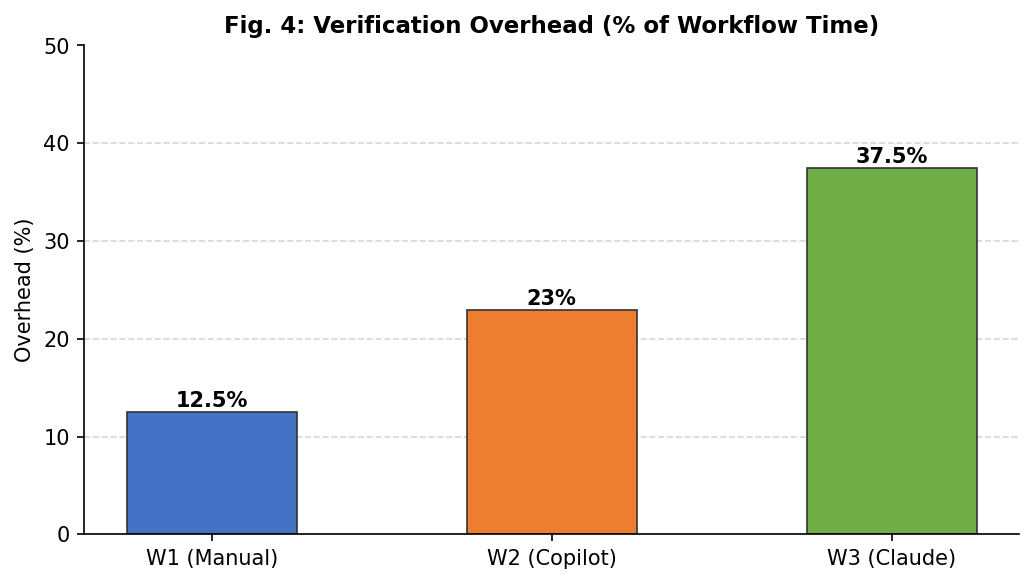 Fig. 4: Verification Overhead (% of Workflow Time)
50
40
30
20
10
0
Overhead (%)
12.5%
23%
37.5%
W1 (Manual)
W2 (Copilot)
W3 (Claude)